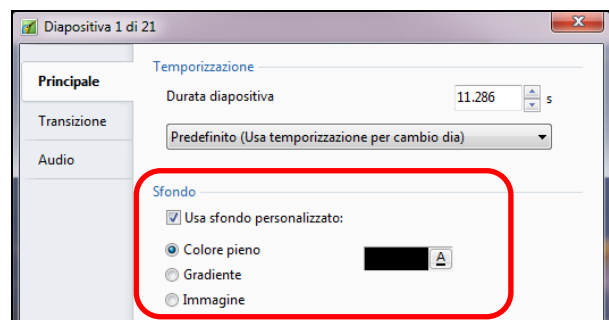 Diapositiva 1 di 21
Principale
Transizione
Audio
Temporizzazione
Durata diapositiva 11.286 s
Predefinito (Usa temporizzazione per cambio dia)
Sfondo
Usa sfondo personalizzato:
Colore pieno A
Gradiente
Immagine